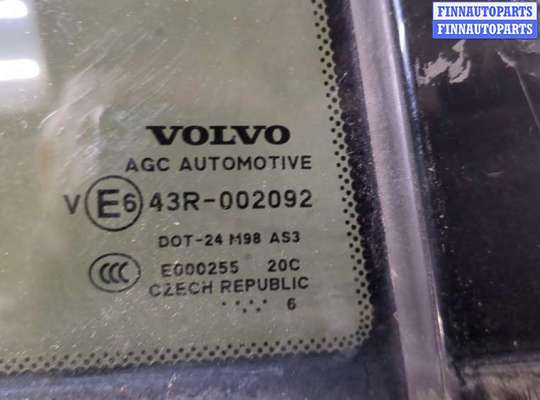 FINNAUTOPARTS
FINNAUTOPARTS
VOLVO
AGC AUTOMOTIVE
V E6 43R-002092
DOT-24 M98 AS3
CCC E000255 20C
CZECH REPUBLIC
6